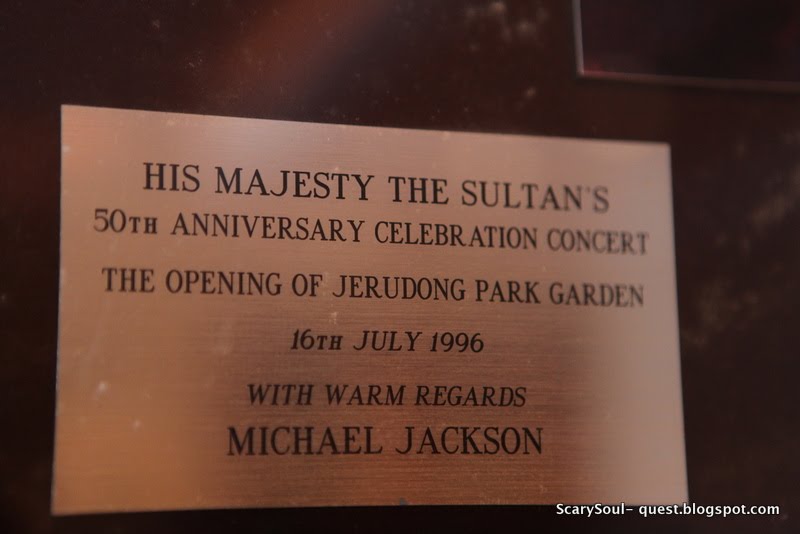 HIS MAJESTY THE SULTAN'S
50TH ANNIVERSARY CELEBRATION CONCERT
THE OPENING OF JERUDONG PARK GARDEN
16TH JULY 1996
WITH WARM REGARDS
MICHAEL JACKSON
ScarySoul- quest.blogspot.com